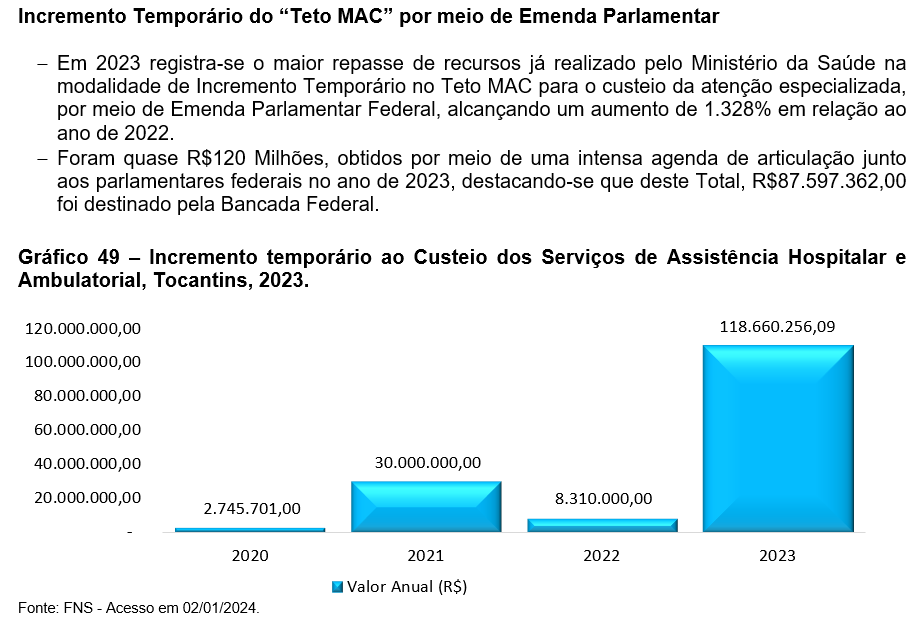 Incremento Temporário do “Teto MAC” por meio de Emenda Parlamentar
– Em 2023 registra-se o maior repasse de recursos já realizado pelo Ministério da Saúde na
modalidade de Incremento Temporário no Teto MAC para o custeio da atenção especializada,
por meio de Emenda Parlamentar Federal, alcançando um aumento de 1.328% em relação ao
ano de 2022.
– Foram quase R$120 Milhões, obtidos por meio de uma intensa agenda de articulação junto
aos parlamentares federais no ano de 2023, destacando-se que deste Total, R$87.597.362,00
foi destinado pela Bancada Federal.
Gráfico 49 – Incremento temporário ao Custeio dos Serviços de Assistência Hospitalar e
Ambulatorial, Tocantins, 2023.
120.000.000,00
100.000.000,00
80.000.000,00
60.000.000,00
40.000.000,00
20.000.000,00
-
2.745.701,00
30.000.000,00
8.310.000,00
118.660.256,09
2020 2021 2022 2023
Valor Anual (R$)
Fonte: FNS - Acesso em 02/01/2024.